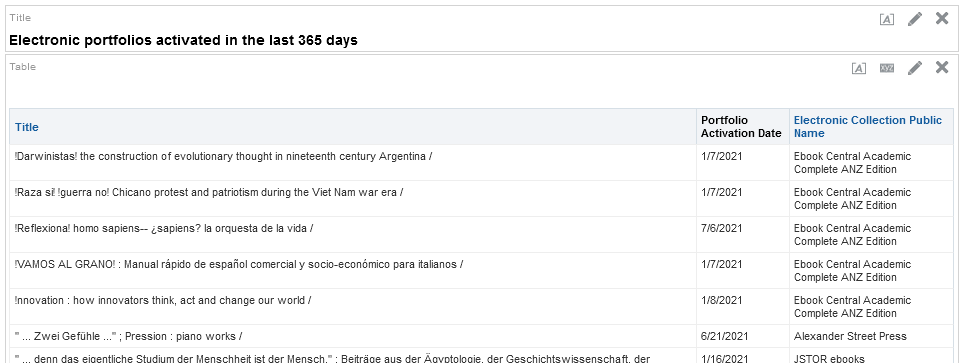 Title
Electronic portfolios activated in the last 365 days
Table
Title
Portfolio
Activation Date
Electronic Collection Public
Name
!Darwinistas! the construction of evolutionary thought in nineteenth century Argentina /
1/7/2021
Ebook Central Academic
Complete ANZ Edition
!Raza si! !guerra no! Chicano protest and patriotism during the Viet Nam war era /
1/7/2021
Ebook Central Academic
Complete ANZ Edition
!Reflexiona! homo sapiens-- ¿sapiens? la orquesta de la vida /
7/6/2021
Ebook Central Academic
Complete ANZ Edition
!VAMOS AL GRANO! : Manual rápido de español comercial y socio-económico para italianos /
1/7/2021
Ebook Central Academic
Complete ANZ Edition
!nnovation : how innovators think, act and change our world /
1/8/2021
Ebook Central Academic
Complete ANZ Edition
" ... Zwei Gefühle ..." ; Pression : piano works /
6/21/2021
Alexander Street Press
" ... denn das eigentliche Studium der Menschheit ist der Mensch." : Beiträge aus der Ägyptologie, der Geschichtswissenschaft, der
1/16/2021
JSTOR ebooks